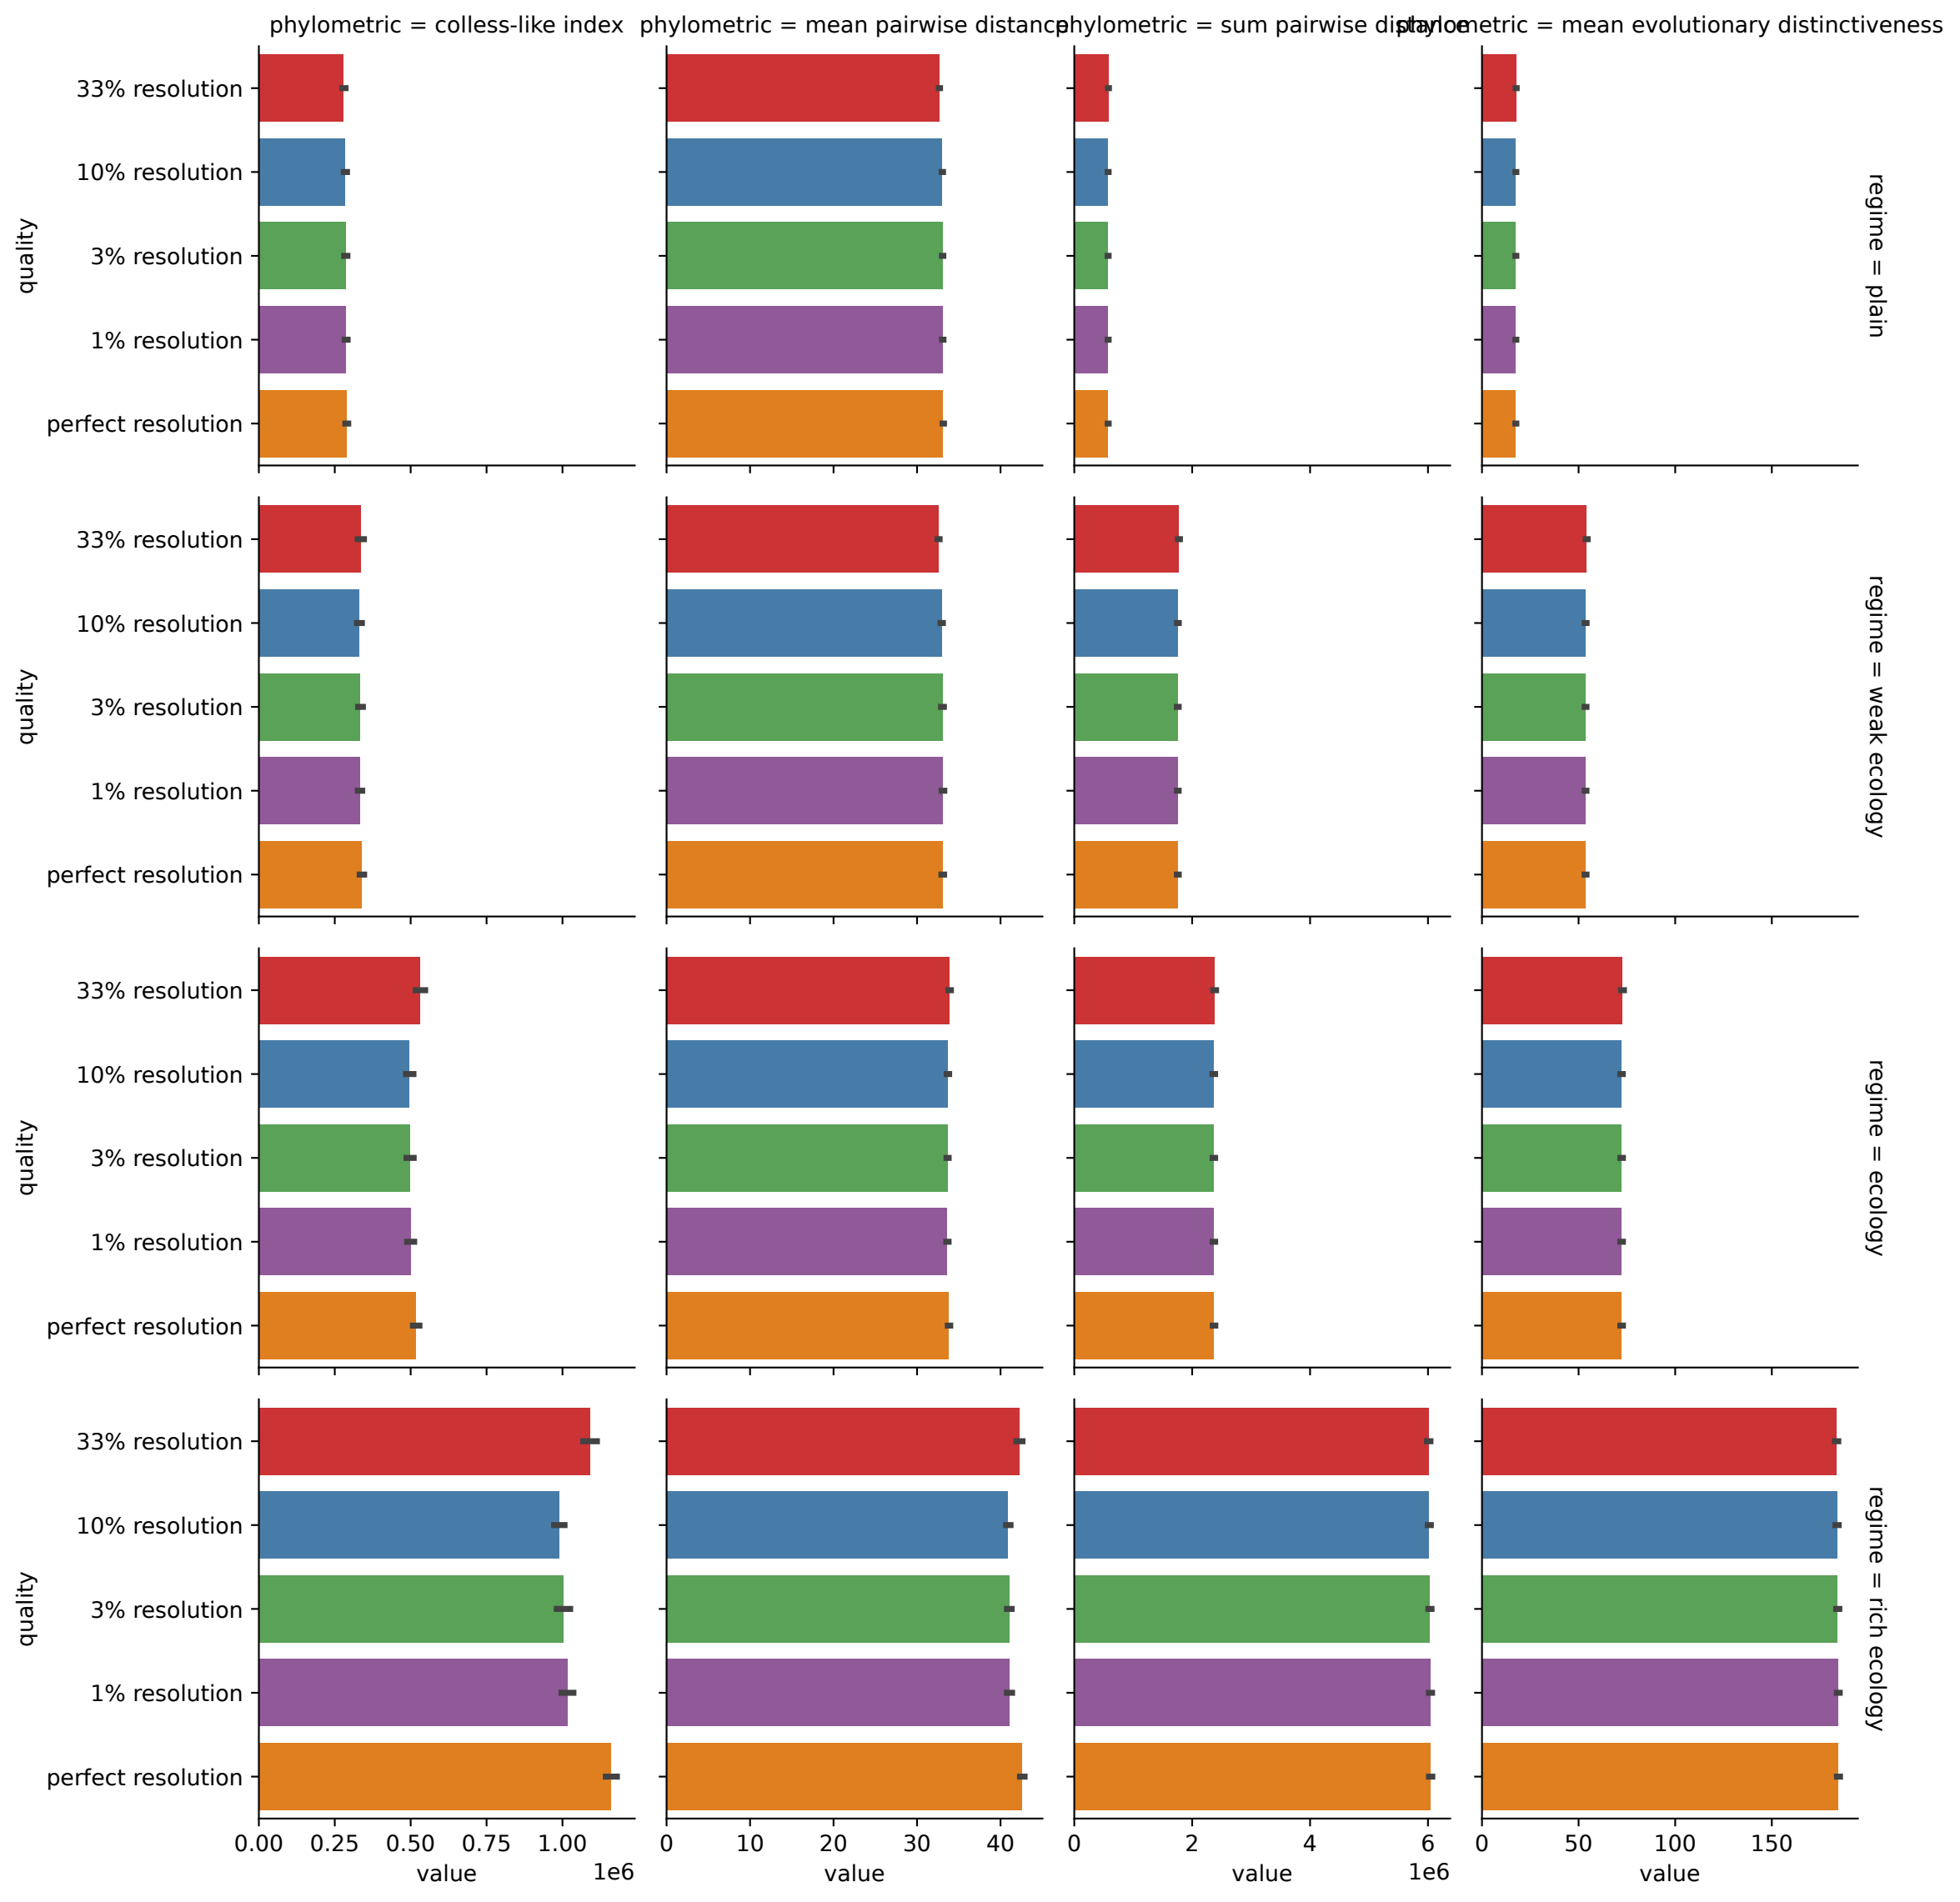 phylometric = colless-like index
phylometric = mean pairwise distance
phylometric = sum pairwise distance
phylometric = mean evolutionary distinctiveness
quality
33% resolution
10% resolution
3% resolution
1% resolution
perfect resolution
regime = plain
quality
33% resolution
10% resolution
3% resolution
1% resolution
perfect resolution
regime = weak ecology
quality
33% resolution
10% resolution
3% resolution
1% resolution
perfect resolution
regime = ecology
quality
33% resolution
10% resolution
3% resolution
1% resolution
perfect resolution
regime = rich ecology
0.00 0.25 0.50 0.75 1.00
value
1e6
0 10 20 30 40
value
0 2 4 6
value
1e6
0 50 100 150
value